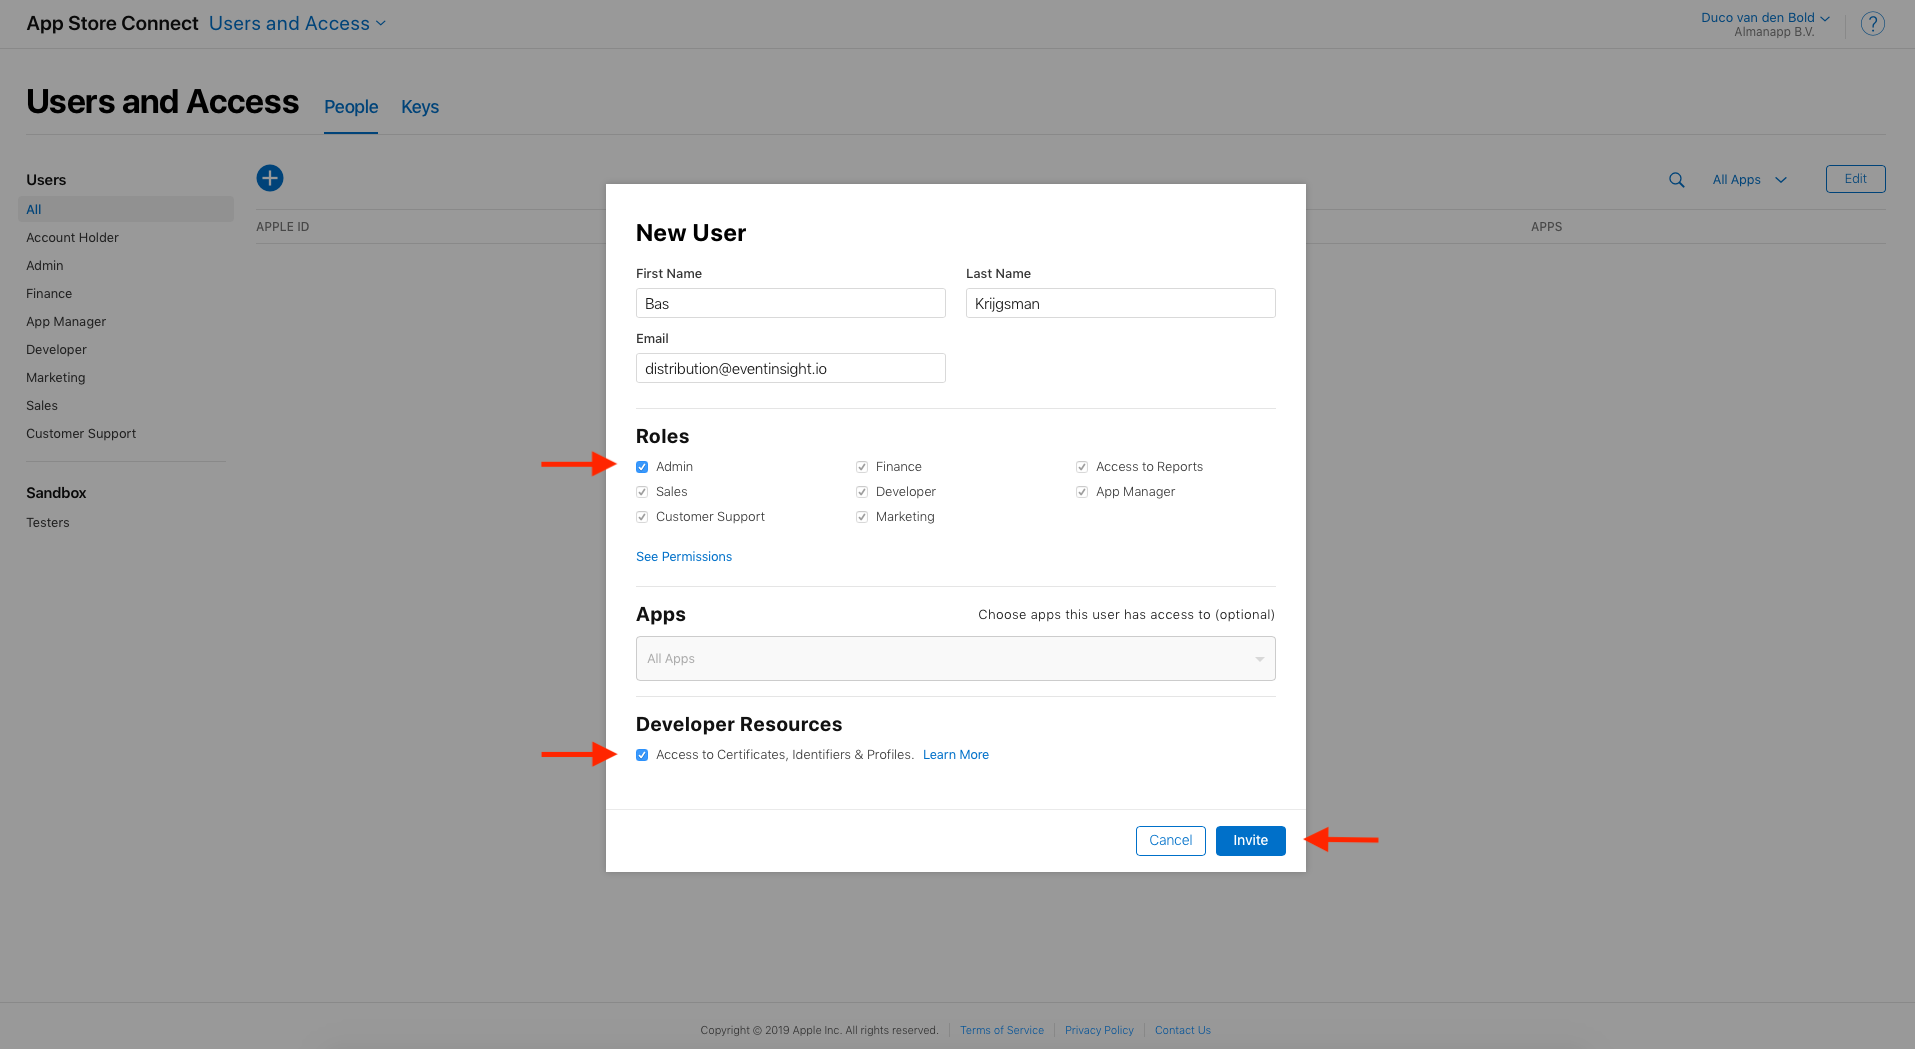 App Store Connect Users and Access
Duco van den Bold
Almanapp B.V.
?
Users and Access People Keys
Users
All
Account Holder
Admin
Finance
App Manager
Developer
Marketing
Sales
Customer Support
Sandbox
Testers
All Apps Edit
APPLE ID APPS
New User
First Name Last Name
Bas Krijgsman
Email
distribution@eventinsight.io
Roles
Admin Finance Access to Reports
Sales Developer App Manager
Customer Support Marketing
See Permissions
Apps Choose apps this user has access to (optional)
All Apps
Developer Resources
Access to Certificates, Identifiers & Profiles. Learn More
Cancel Invite
Copyright © 2019 Apple Inc. All rights reserved. Terms of Service Privacy Policy Contact Us